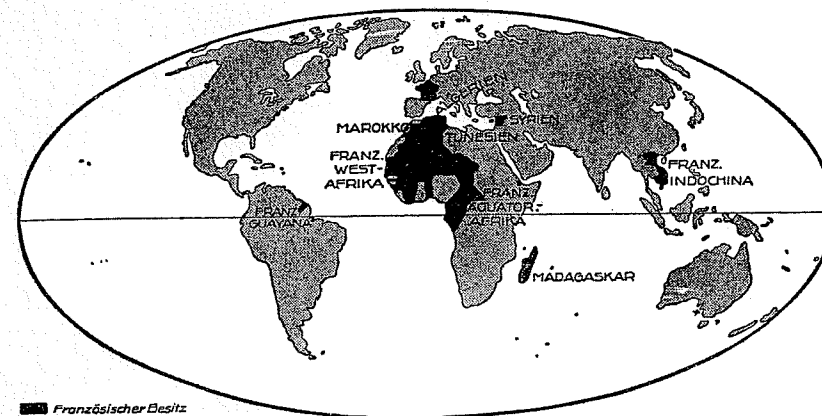 ALGERIEN
SYRIEN
MAROKKO
TUNESIEN
FRANZ.
WEST-
AFRIKA
FRANZ.
INDOCHINA
FRANZ.
GUAYANA
FRANZ.
ÄQUATOR.-
AFRIKA
MADAGASKAR
Französischer Besitz